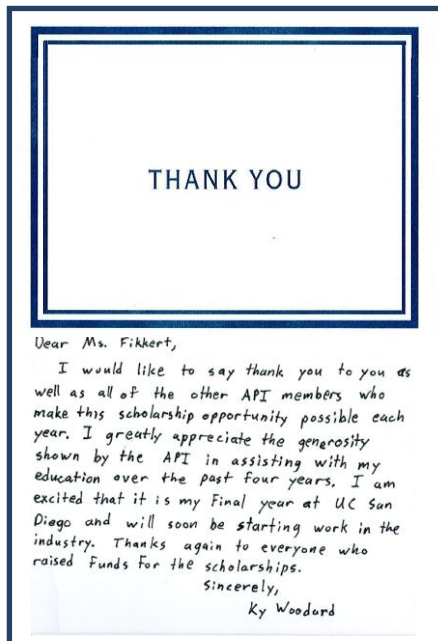 THANK YOU
Dear Ms. Fikkert,
I would like to say thank you to you as
well as all of the other API members who
make this scholarship opportunity possible each
year. I greatly appreciate the generosity
shown by the API in assisting with my
education over the past four years. I am
excited that it is my final year at UC San
Diego and will soon be starting work in the
industry. Thanks again to everyone who
raised funds for the scholarships.
Sincerely,
Ky Woodard